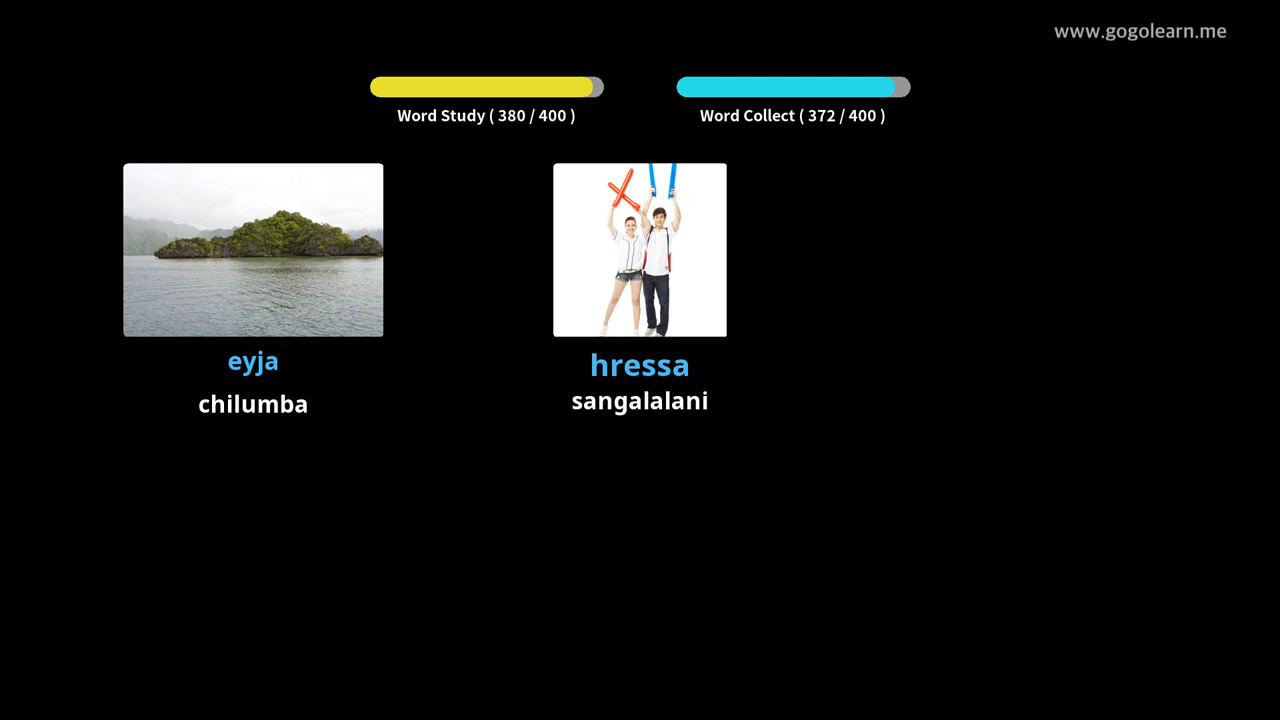 www.gogolearn.me
Word Study ( 380 / 400 )
Word Collect ( 372 / 400 )
eyja
chilumba
hressa
sangalalani